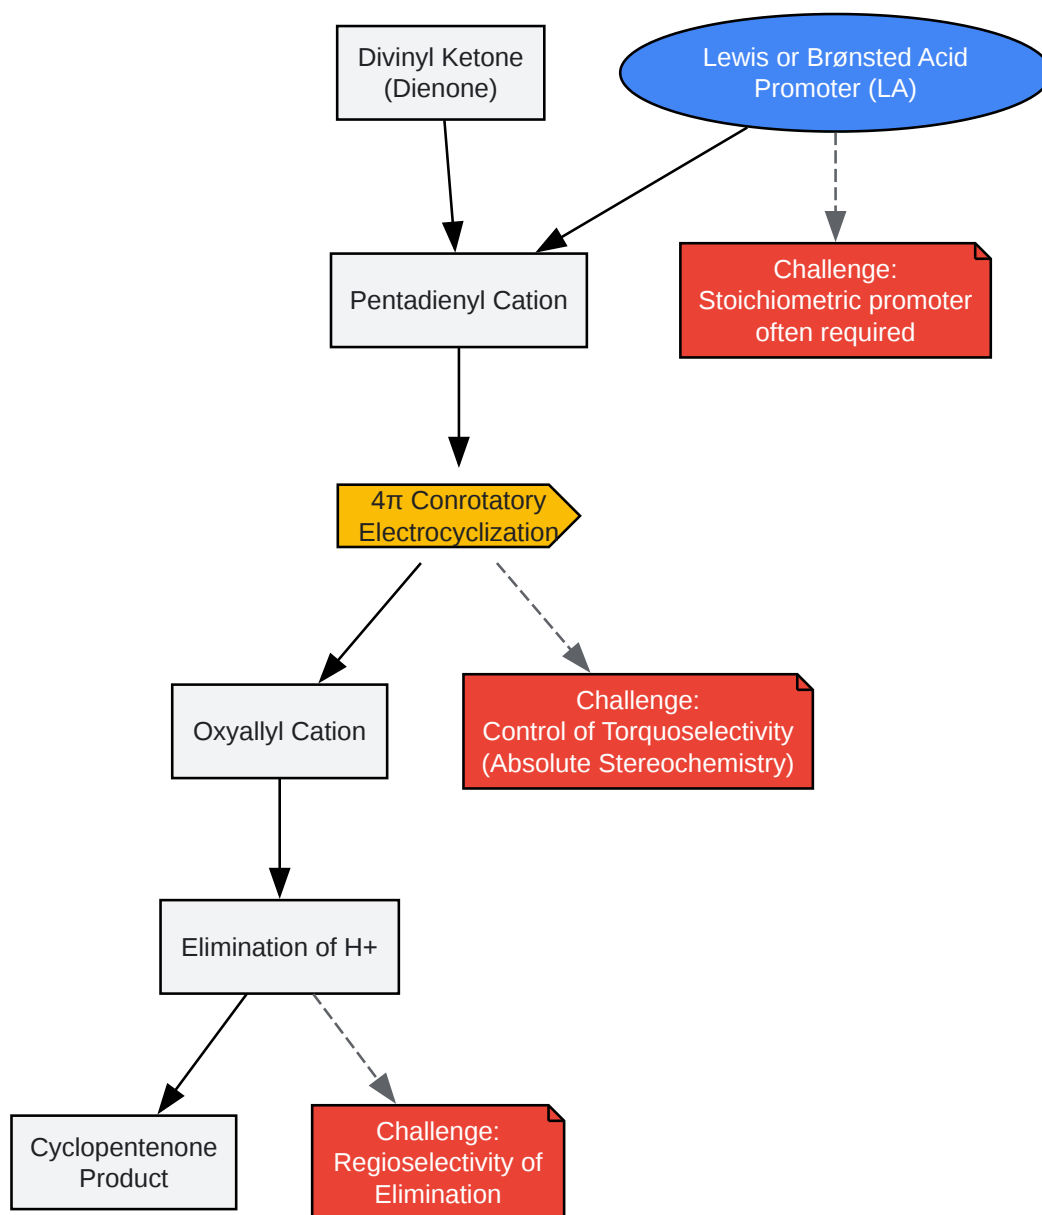 Divinyl Ketone
(Dienone)
Lewis or Brønsted Acid
Promoter (LA)
Pentadienyl Cation
Challenge:
Stoichiometric promoter
often required
4π Conrotatory
Electrocyclization
Oxyallyl Cation
Challenge:
Control of Torquoselectivity
(Absolute Stereochemistry)
Elimination of H+
Cyclopentenone
Product
Challenge:
Regioselectivity of
Elimination